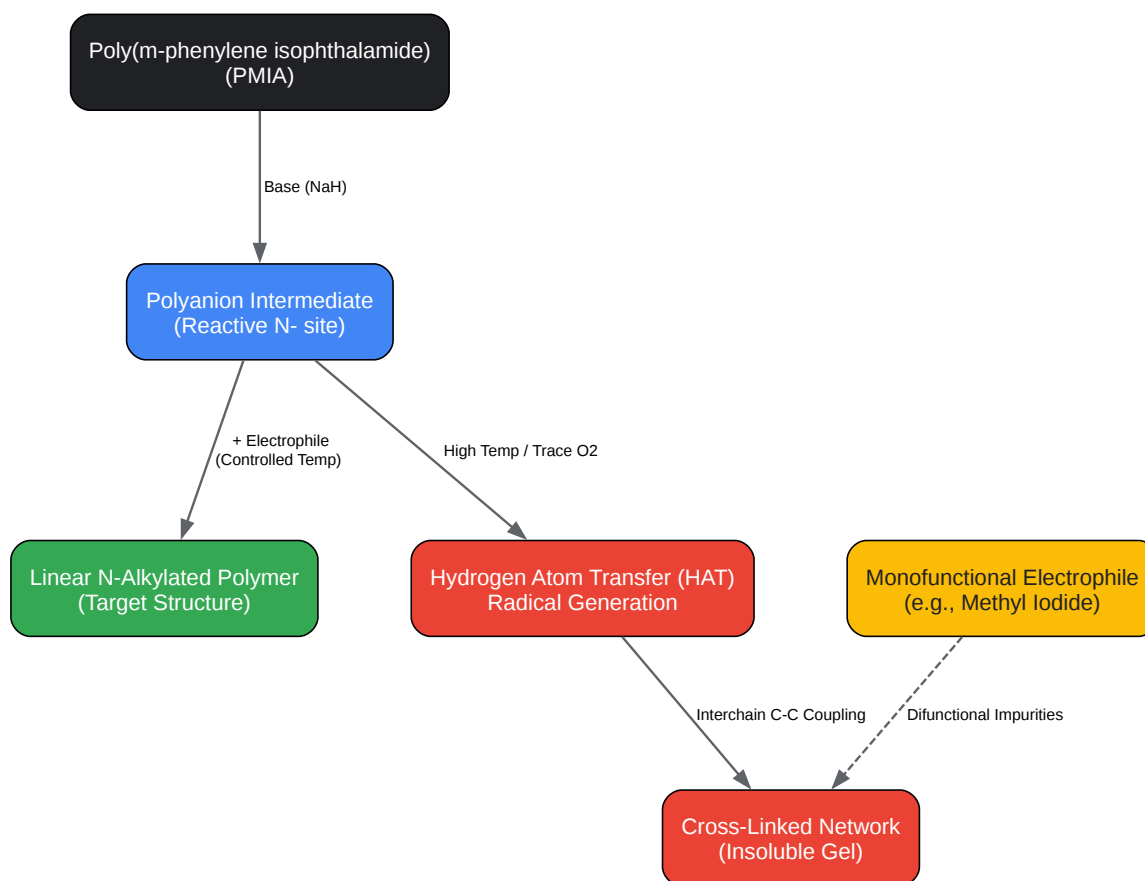 Poly(m-phenylene isophthalamide)
(PMIA)
Base (NaH)
Polyanion Intermediate
(Reactive N- site)
+ Electrophile
(Controlled Temp)
High Temp / Trace O2
Linear N-Alkylated Polymer
(Target Structure)
Hydrogen Atom Transfer (HAT)
Radical Generation
Monofunctional Electrophile
(e.g., Methyl Iodide)
Interchain C-C Coupling
Difunctional Impurities
Cross-Linked Network
(Insoluble Gel)